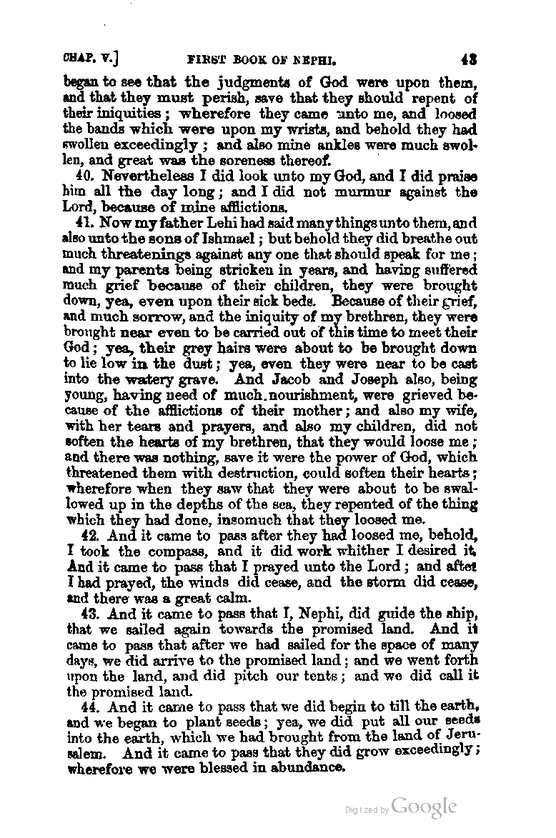 CHAP. V.] FIRST BOOK OF NEPHI. 43
began to see that the judgments of God were upon them,
and that they must perish, save that they should repent of
their iniquities; wherefore they came unto me, and loosed
the bands which were upon my wrists, and behold they had
swollen exceedingly; and also mine ankles were much swol-
len, and great was the soreness thereof.
40. Nevertheless I did look unto my God, and I did praise
him all the day long; and I did not murmur against the
Lord, because of mine afflictions.
41. Now my father Lehi had said many things unto them, and
also unto the sons of Ishmael; but behold they did breathe out
much threatenings against any one that should speak for me;
and my parents being stricken in years, and having suffered
much grief because of their children, they were brought
down, yea, even upon their sick beds. Because of their grief,
and much sorrow, and the iniquity of my brethren, they were
brought near even to be carried out of this time to meet their
God; yea, their grey hairs were about to be brought down
to lie low in the dust; yea, even they were near to be cast
into the watery grave. And Jacob and Joseph also, being
young, having need of much nourishment, were grieved be-
cause of the afflictions of their mother; and also my wife,
with her tears and prayers, and also my children, did not
soften the hearts of my brethren, that they would loose me;
and there was nothing, save it were the power of God, which
threatened them with destruction, could soften their hearts;
wherefore when they saw that they were about to be swal-
lowed up in the depths of the sea, they repented of the thing
which they had done, insomuch that they loosed me.
42. And it came to pass after they had loosed me, behold,
I took the compass, and it did work whither I desired it.
And it came to pass that I prayed unto the Lord; and after
I had prayed, the winds did cease, and the storm did cease,
and there was a great calm.
43. And it came to pass that I, Nephi, did guide the ship,
that we sailed again towards the promised land. And it
came to pass that after we had sailed for the space of many
days, we did arrive to the promised land; and we went forth
upon the land, and did pitch our tents; and we did call it
the promised land.
44. And it came to pass that we did begin to till the earth,
and we began to plant seeds; yea, we did put all our seeds
into the earth, which we had brought from the land of Jeru-
salem. And it came to pass that they did grow exceedingly;
wherefore we were blessed in abundance.
Digitized by Google